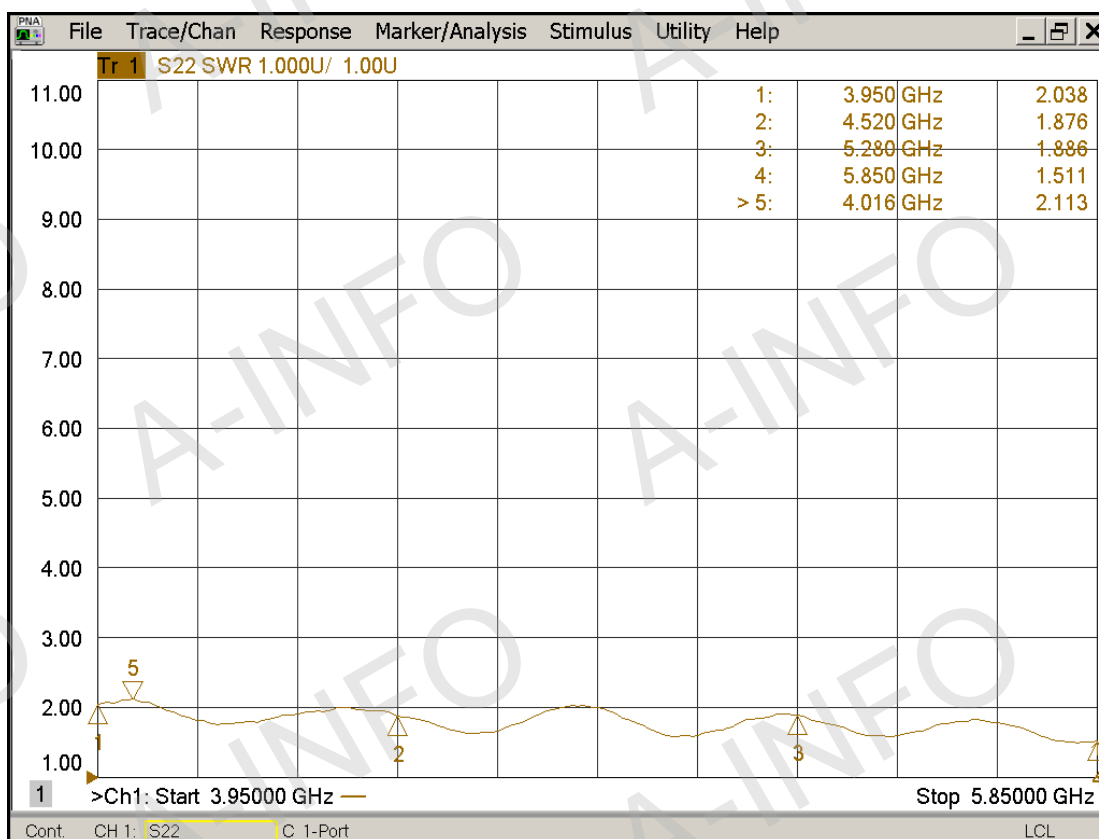 PNA File Trace/Chan Response Marker/Analysis Stimulus Utility Help
Tr 1 S22 SWR 1.000U/ 1.00U
11.00
10.00
9.00
8.00
7.00
6.00
5.00
4.00
3.00
2.00
1.00
1: 3.950 GHz 2.038
2: 4.520 GHz 1.876
3: 5.280 GHz 1.886
4: 5.850 GHz 1.511
> 5: 4.016 GHz 2.113
5
1
2
3
4
1 >Ch1: Start 3.95000 GHz — Stop 5.85000 GHz
Cont. CH 1: S22 C 1-Port LCL
A-INFO
A-INFO
A-INFO
A-INFO